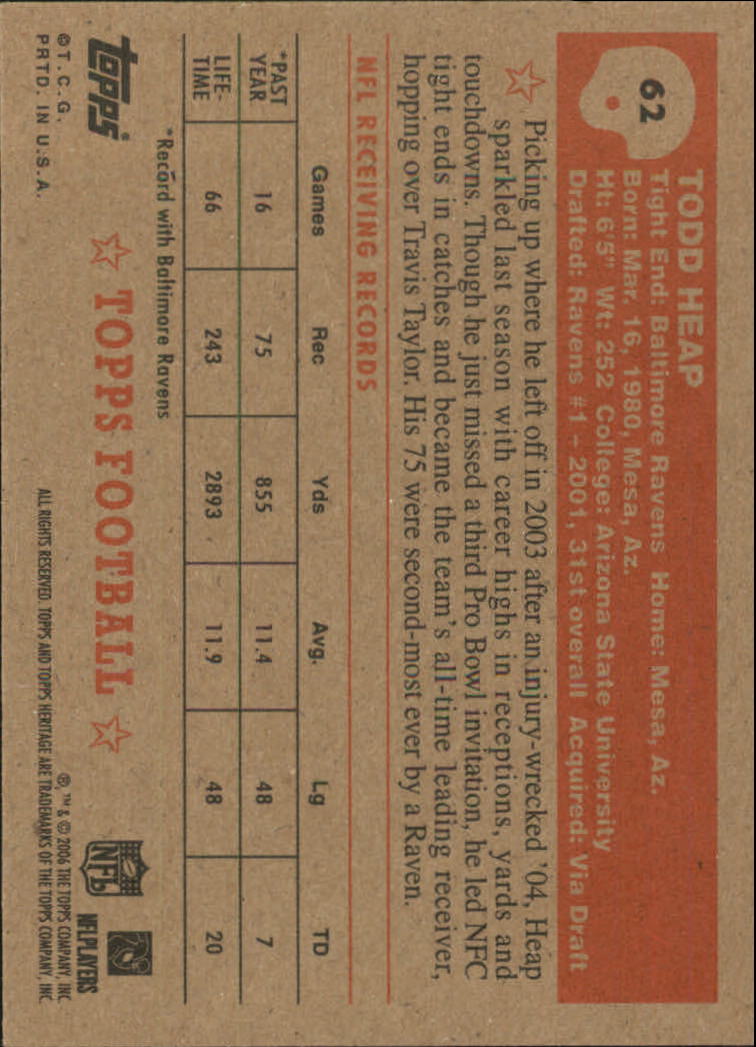 62
TODD HEAP
Tight End: Baltimore Ravens Home: Mesa, Az.
Born: Mar. 16, 1980, Mesa, Az.
Ht: 6'5" Wt: 252 College: Arizona State University
Drafted: Ravens #1 - 2001, 31st overall Acquired: Via Draft
Picking up where he left off in 2003 after an injury-wrecked '04, Heap
sparkled last season with career highs in receptions, yards and
touchdowns. Though he just missed a third Pro Bowl invitation, he led NFC
tight ends in catches and became the team's all-time leading receiver,
hopping over Travis Taylor. His 75 were second-most ever by a Raven.
NFL RECEIVING RECORDS
Games Rec Yds Avg. Lg TD
*PAST
YEAR 16 75 855 11.4 48 7
LIFE-
TIME 66 243 2893 11.9 48 20
*Record with Baltimore Ravens
topps
©T.C.G.
PRTD. IN U.S.A.
TOPPS FOOTBALL
NFL
NFLPLAYERS
®, ™ & © 2006 THE TOPPS COMPANY, INC
ALL RIGHTS RESERVED. TOPPS AND TOPPS HERITAGE ARE TRADEMARKS OF THE TOPPS COMPANY, INC.